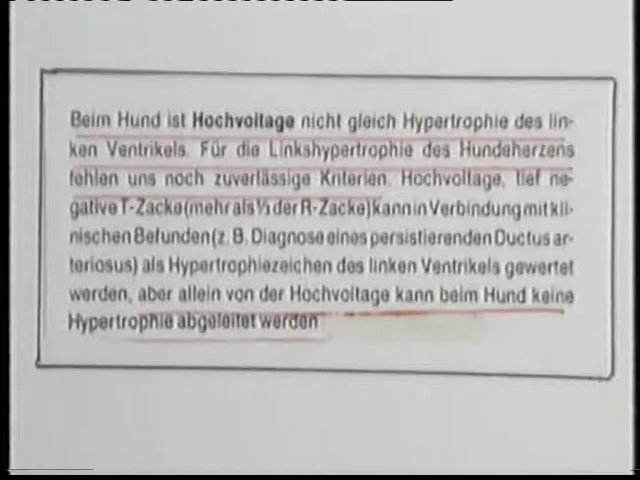 Beim Hund ist Hochvoltage nicht gleich Hypertrophie des lin-
ken Ventrikels. Für die Linkshypertrophie des Hundeherzens
fehlen uns noch zuverlässige Kriterien. Hochvoltage, tief ne-
gative T-Zacke (mehr als ⅓ der R-Zacke) kann in Verbindung mit kli-
nischen Befunden (z. B. Diagnose eines persistierenden Ductus ar-
teriosus) als Hypertrophiezeichen des linken Ventrikels gewertet
werden, aber allein von der Hochvoltage kann beim Hund keine
Hypertrophie abgeleitet werden